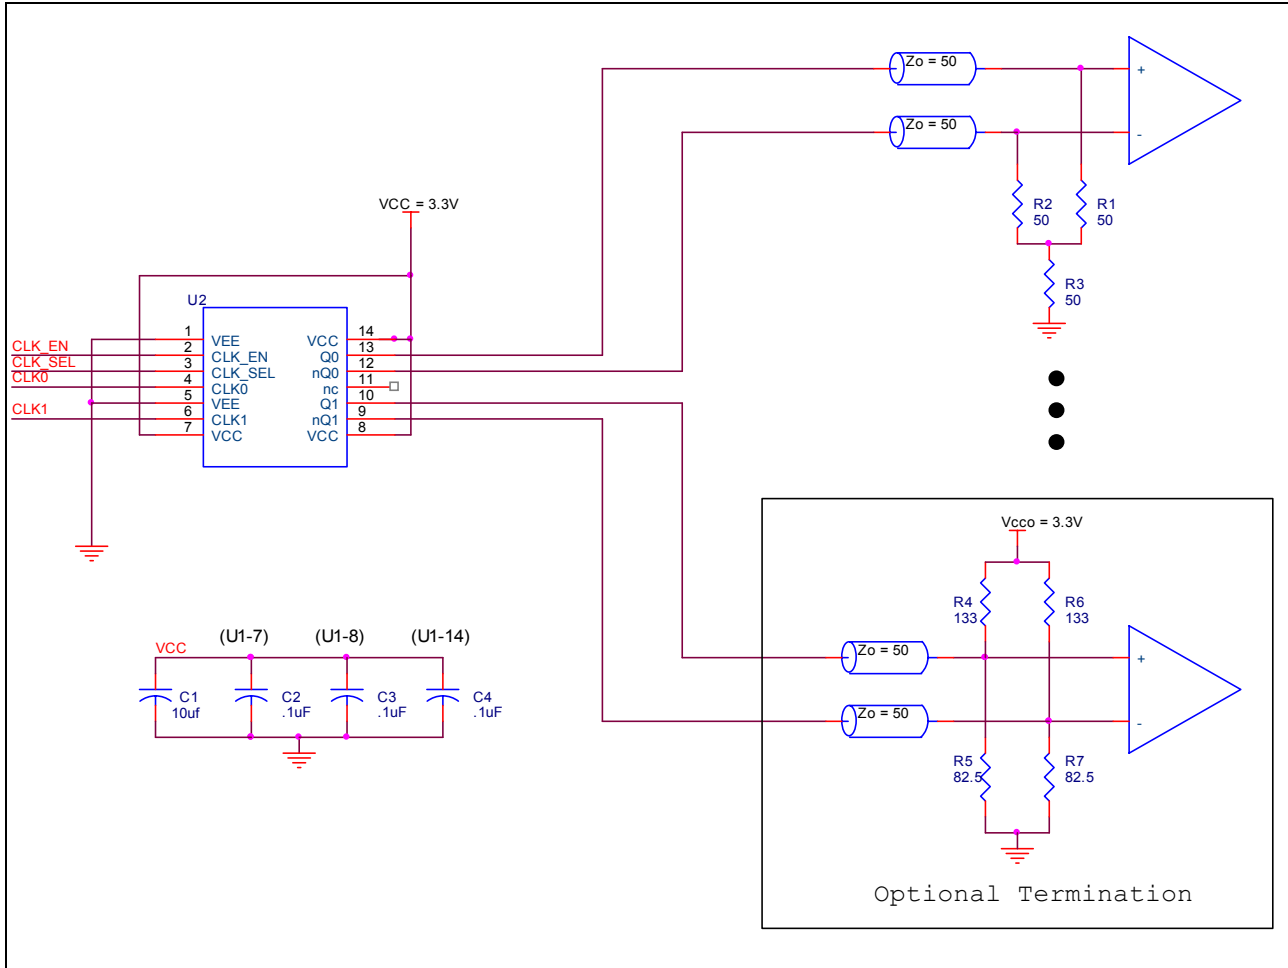 Zo = 50
+
Zo = 50
-
R2
50
R1
50
R3
50
VCC = 3.3V
U2
CLK_EN
CLK_SEL
CLK0
CLK1
1
2
3
4
5
6
7
VEE
CLK_EN
CLK_SEL
CLK0
VEE
CLK1
VCC
VCC
Q0
nQ0
nc
Q1
nQ1
VCC
14
13
12
11
10
9
8
Vcco = 3.3V
R4
133
R6
133
Zo = 50
+
Zo = 50
-
R5
82.5
R7
82.5
Optional Termination
VCC
(U1-7)
(U1-8)
(U1-14)
C1
10uf
C2
.1uF
C3
.1uF
C4
.1uF